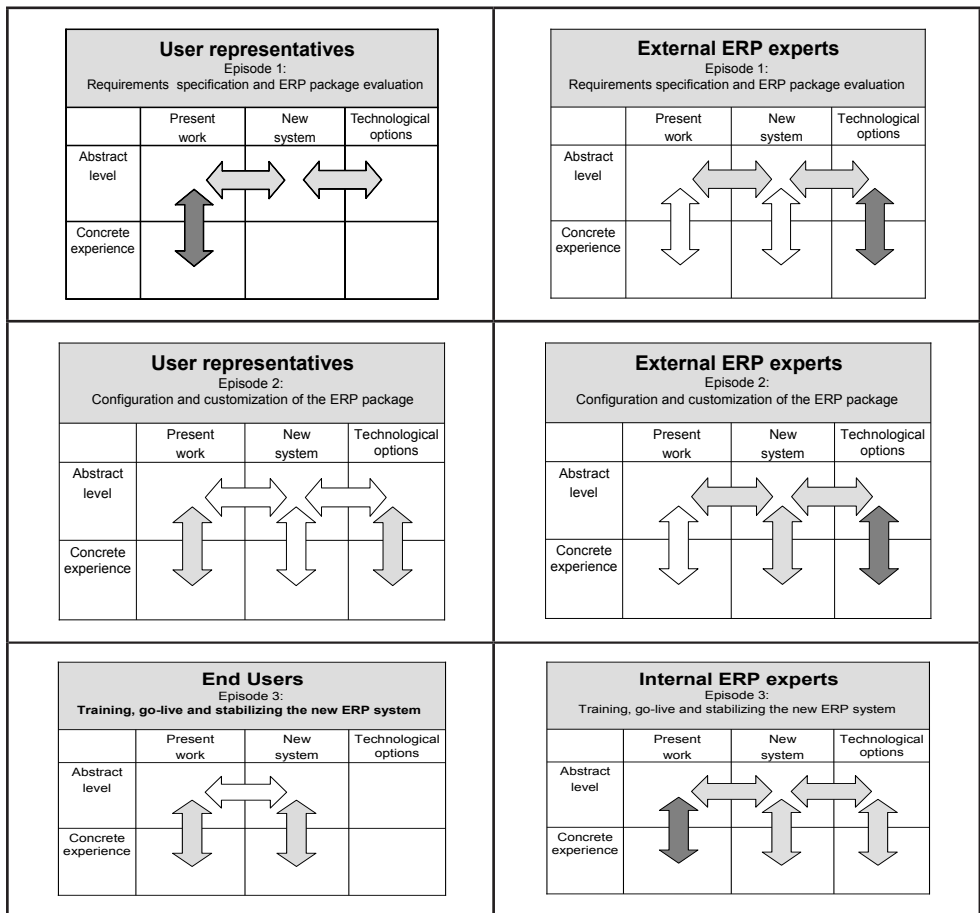 User representatives
Episode 1:
Requirements specification and ERP package evaluation
Present New Technological
work system options
Abstract
level
Concrete
experience
External ERP experts
Episode 1:
Requirements specification and ERP package evaluation
Present New Technological
work system options
Abstract
level
Concrete
experience
User representatives
Episode 2:
Configuration and customization of the ERP package
Present New Technological
work system options
Abstract
level
Concrete
experience
External ERP experts
Episode 2:
Configuration and customization of the ERP package
Present New Technological
work system options
Abstract
level
Concrete
experience
End Users
Episode 3:
Training, go-live and stabilizing the new ERP system
Present New Technological
work system options
Abstract
level
Concrete
experience
Internal ERP experts
Episode 3:
Training, go-live and stabilizing the new ERP system
Present New Technological
work system options
Abstract
level
Concrete
experience